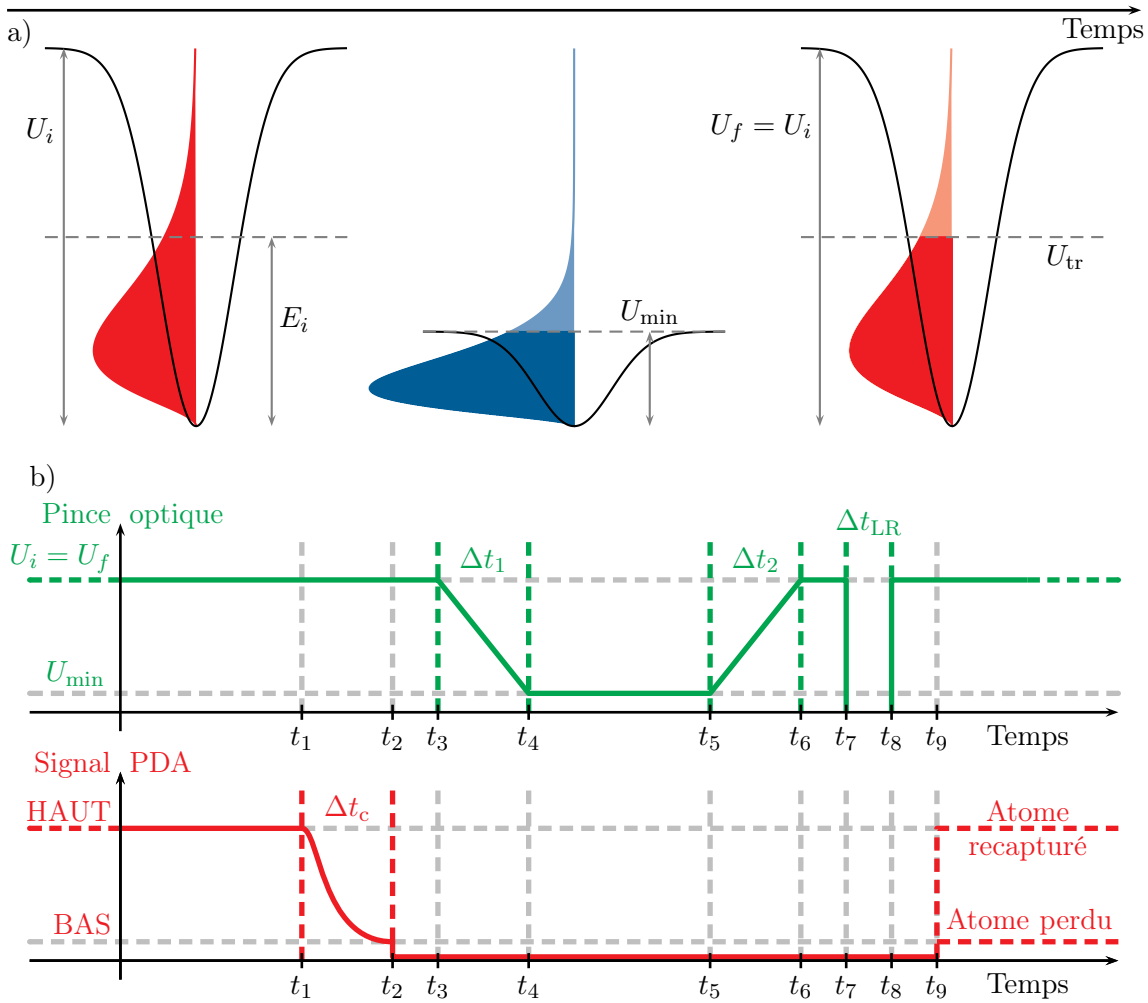 Temps
a)
U_i
E_i
U_min
U_f = U_i
U_tr
b)
Pince optique
U_i = U_f
Δt_1
Δt_2
Δt_LR
U_min
t_1 t_2 t_3 t_4 t_5 t_6 t_7 t_8 t_9 Temps
Signal PDA
HAUT
Δt_c
Atome
recapturé
BAS
Atome perdu
t_1 t_2 t_3 t_4 t_5 t_6 t_7 t_8 t_9 Temps